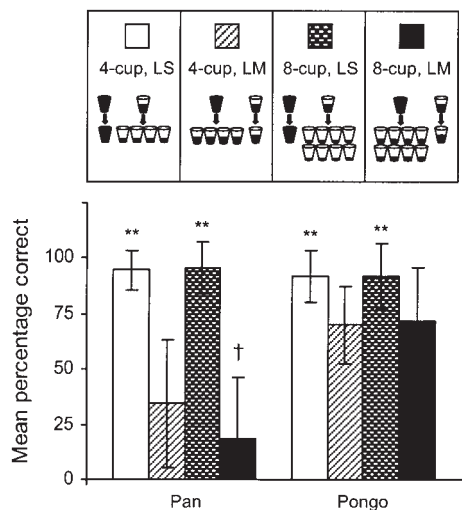 4-cup, LS 4-cup, LM 8-cup, LS 8-cup, LM
Mean percentage correct
100
75
50
25
0
** ** ** **
†
Pan Pongo